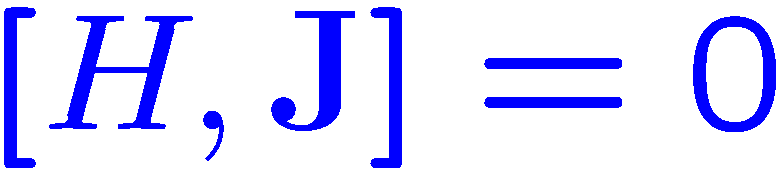 [H, J] = 0